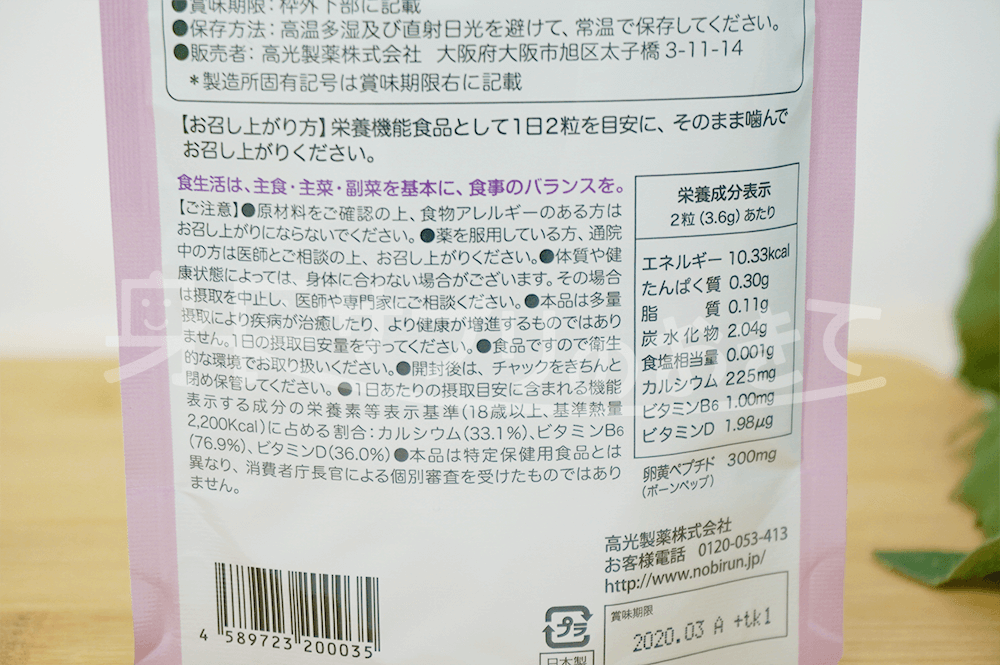 ●賞味期限：枠外下部に記載
●保存方法：高温多湿及び直射日光を避けて、常温で保存してください。
●販売者：高光製薬株式会社 大阪府大阪市旭区太子橋3-11-14
＊製造所固有記号は賞味期限右に記載
【お召し上がり方】栄養機能食品として1日2粒を目安に、そのまま噛んで
お召し上がりください。
食生活は、主食・主菜・副菜を基本に、食事のバランスを。
【ご注意】●原材料をご確認の上、食物アレルギーのある方は
お召し上がりにならないでください。●薬を服用している方、通院
中の方は医師とご相談の上、お召し上がりください。●体質や健
康状態によっては、身体に合わない場合がございます。その場合
は摂取を中止し、医師や専門家にご相談ください。●本品は多量
摂取により疾病が治癒したり、より健康が増進するものではあり
ません。1日の摂取目安量を守ってください。●食品ですので衛生
的な環境でお取り扱いください。●開封後は、チャックをきちんと
閉め保管してください。●1日あたりの摂取目安に含まれる機能
表示する成分の栄養素等表示基準(18歳以上、基準熱量
2,200Kcal)に占める割合：カルシウム(33.1%)、ビタミンB6
(76.9%)、ビタミンD(36.0%)●本品は特定保健用食品とは
異なり、消費者庁長官による個別審査を受けたものではあり
ません。
栄養成分表示
2粒(3.6g)あたり
エネルギー 10.33kcal
たんぱく質 0.30g
脂質 0.11g
炭水化物 2.04g
食塩相当量 0.001g
カルシウム 225mg
ビタミンB6 1.00mg
ビタミンD 1.98μg
卵黄ペプチド 300mg
(ボーンペップ)
高光製薬株式会社
お客様電話 0120-053-413
http://www.nobirun.jp/
賞味期限
2020.03 A +tk1
プラ
日本製
4 589723 200035